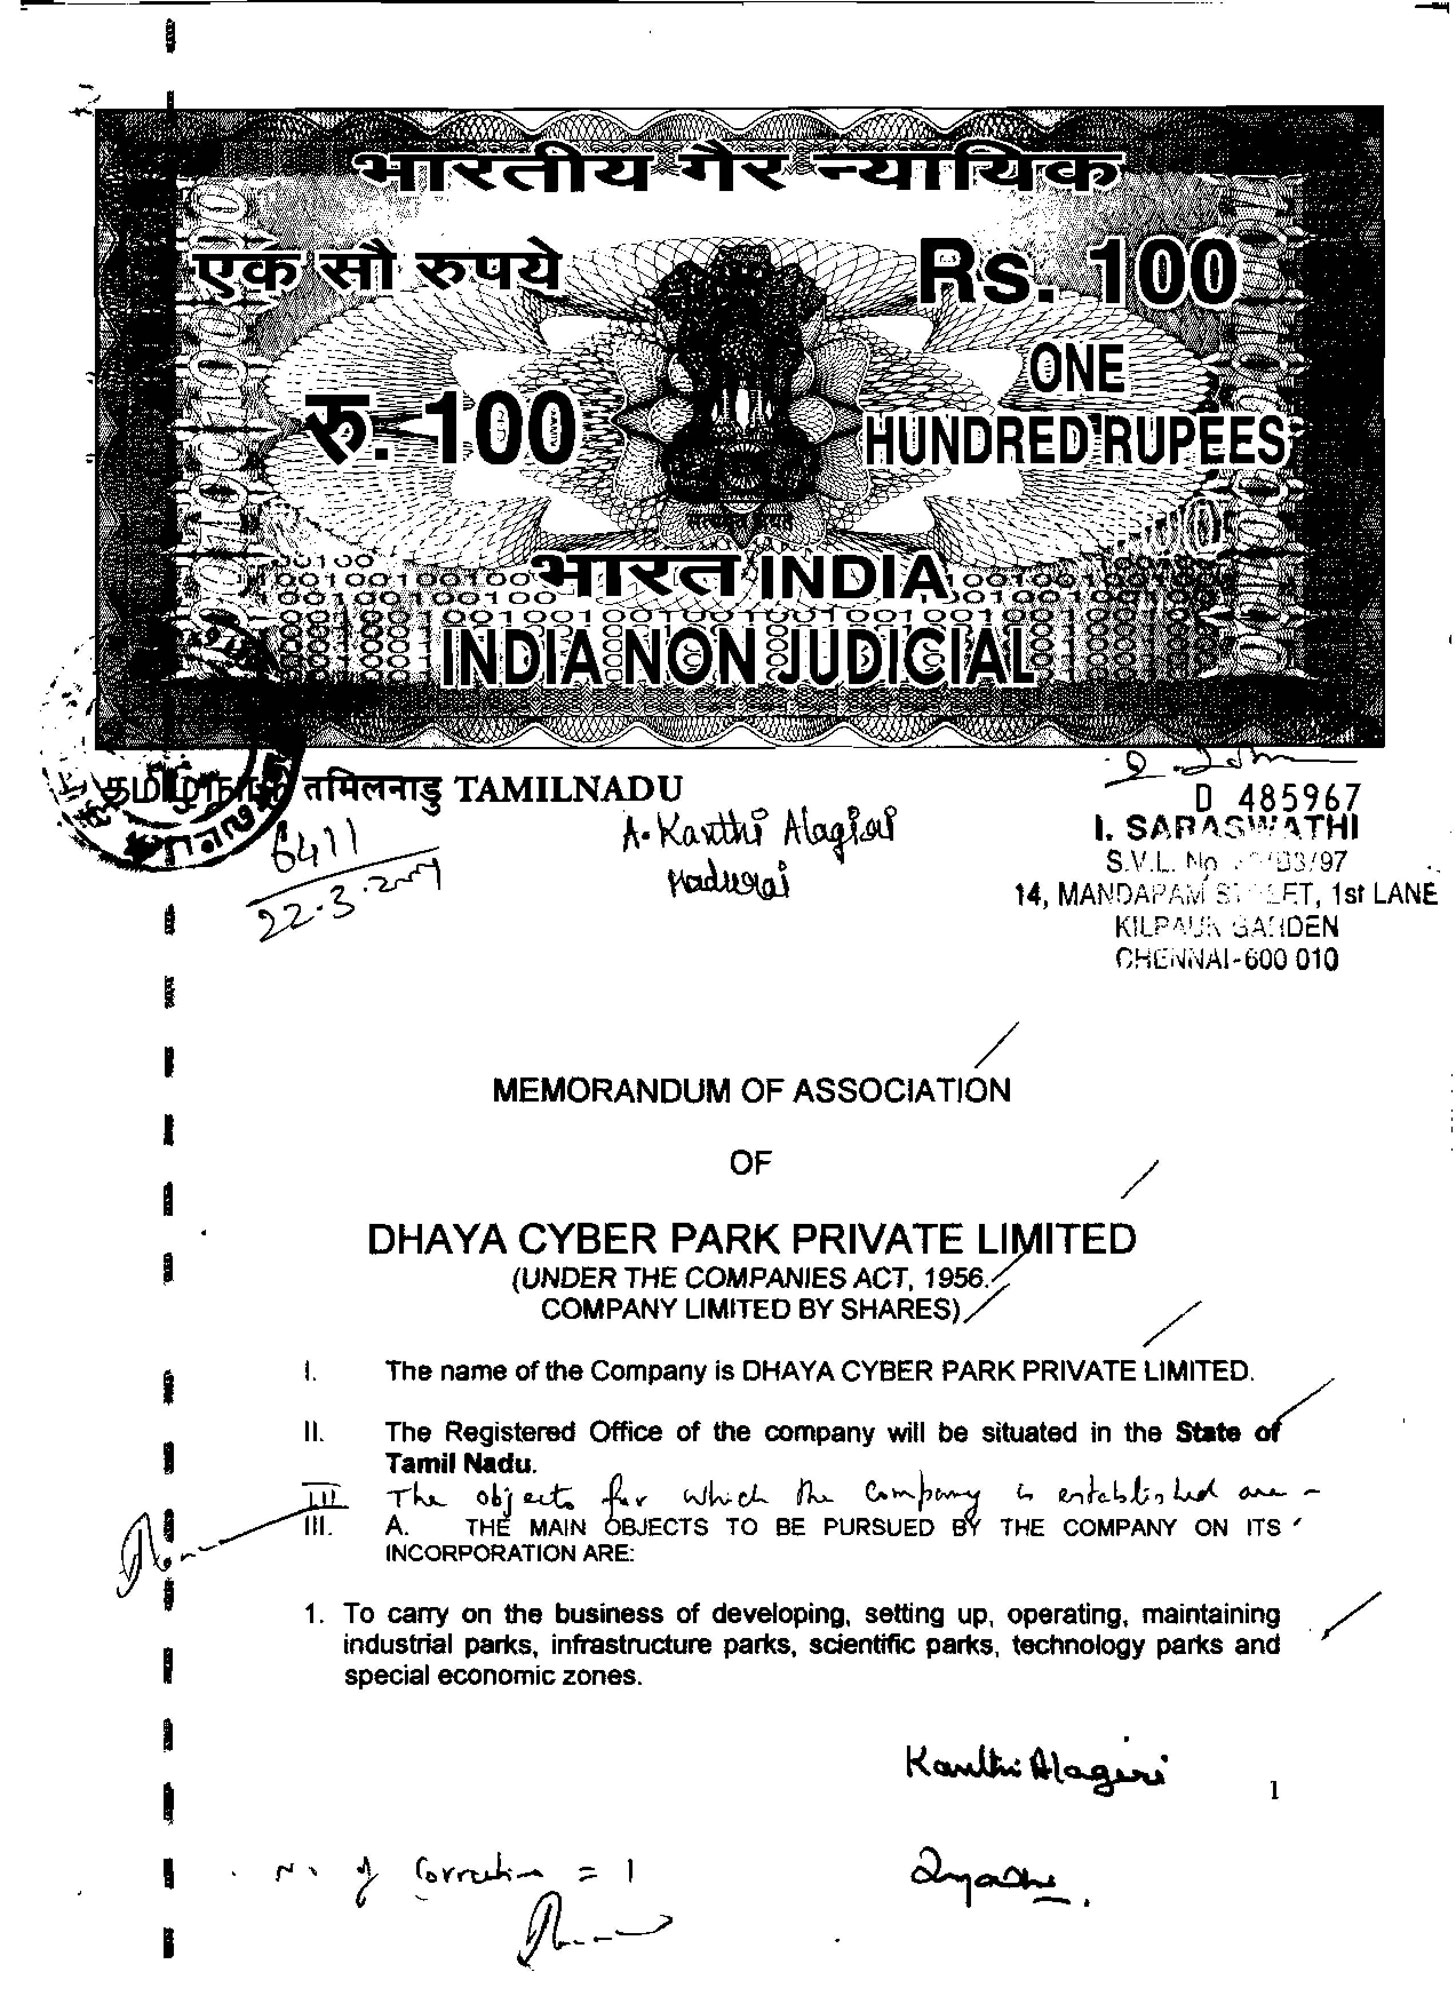 भारतीय गैर न्यायिक
एक सौ रुपये
Rs. 100
रु. 100
ONE
HUNDRED RUPEES
सत्यमेव जयते
भारत INDIA
INDIA NON JUDICIAL
தமிழ்நாடு तमिलनाडु TAMILNADU
D 485967
6411
22.3.2007
A. Kanthi Alagiri
Madurai
I. SARASWATHI
S.V.L. No /B3/97
14, MANDAPAM STREET, 1st LANE
KILPAUK GARDEN
CHENNAI-600 010
MEMORANDUM OF ASSOCIATION
OF
DHAYA CYBER PARK PRIVATE LIMITED
(UNDER THE COMPANIES ACT, 1956.
COMPANY LIMITED BY SHARES)
I. The name of the Company is DHAYA CYBER PARK PRIVATE LIMITED.
II. The Registered Office of the company will be situated in the State of
Tamil Nadu.
III The objects for which the Company is established are -
III. A. THE MAIN OBJECTS TO BE PURSUED BY THE COMPANY ON ITS
INCORPORATION ARE:
1. To carry on the business of developing, setting up, operating, maintaining
industrial parks, infrastructure parks, scientific parks, technology parks and
special economic zones.
Kanthi Alagiri
1
No. of Correction = 1